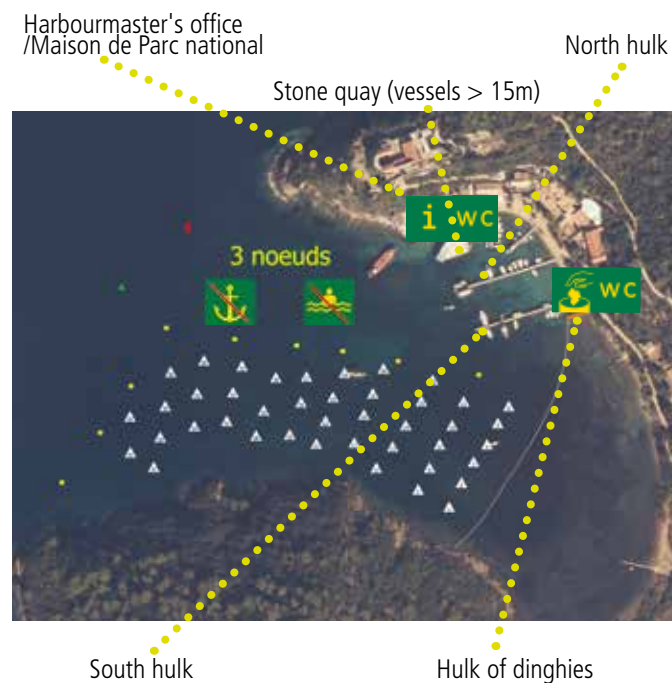 Harbourmaster's office
/Maison de Parc national
North hulk
Stone quay (vessels > 15m)
i wc
3 noeuds
wc
South hulk
Hulk of dinghies